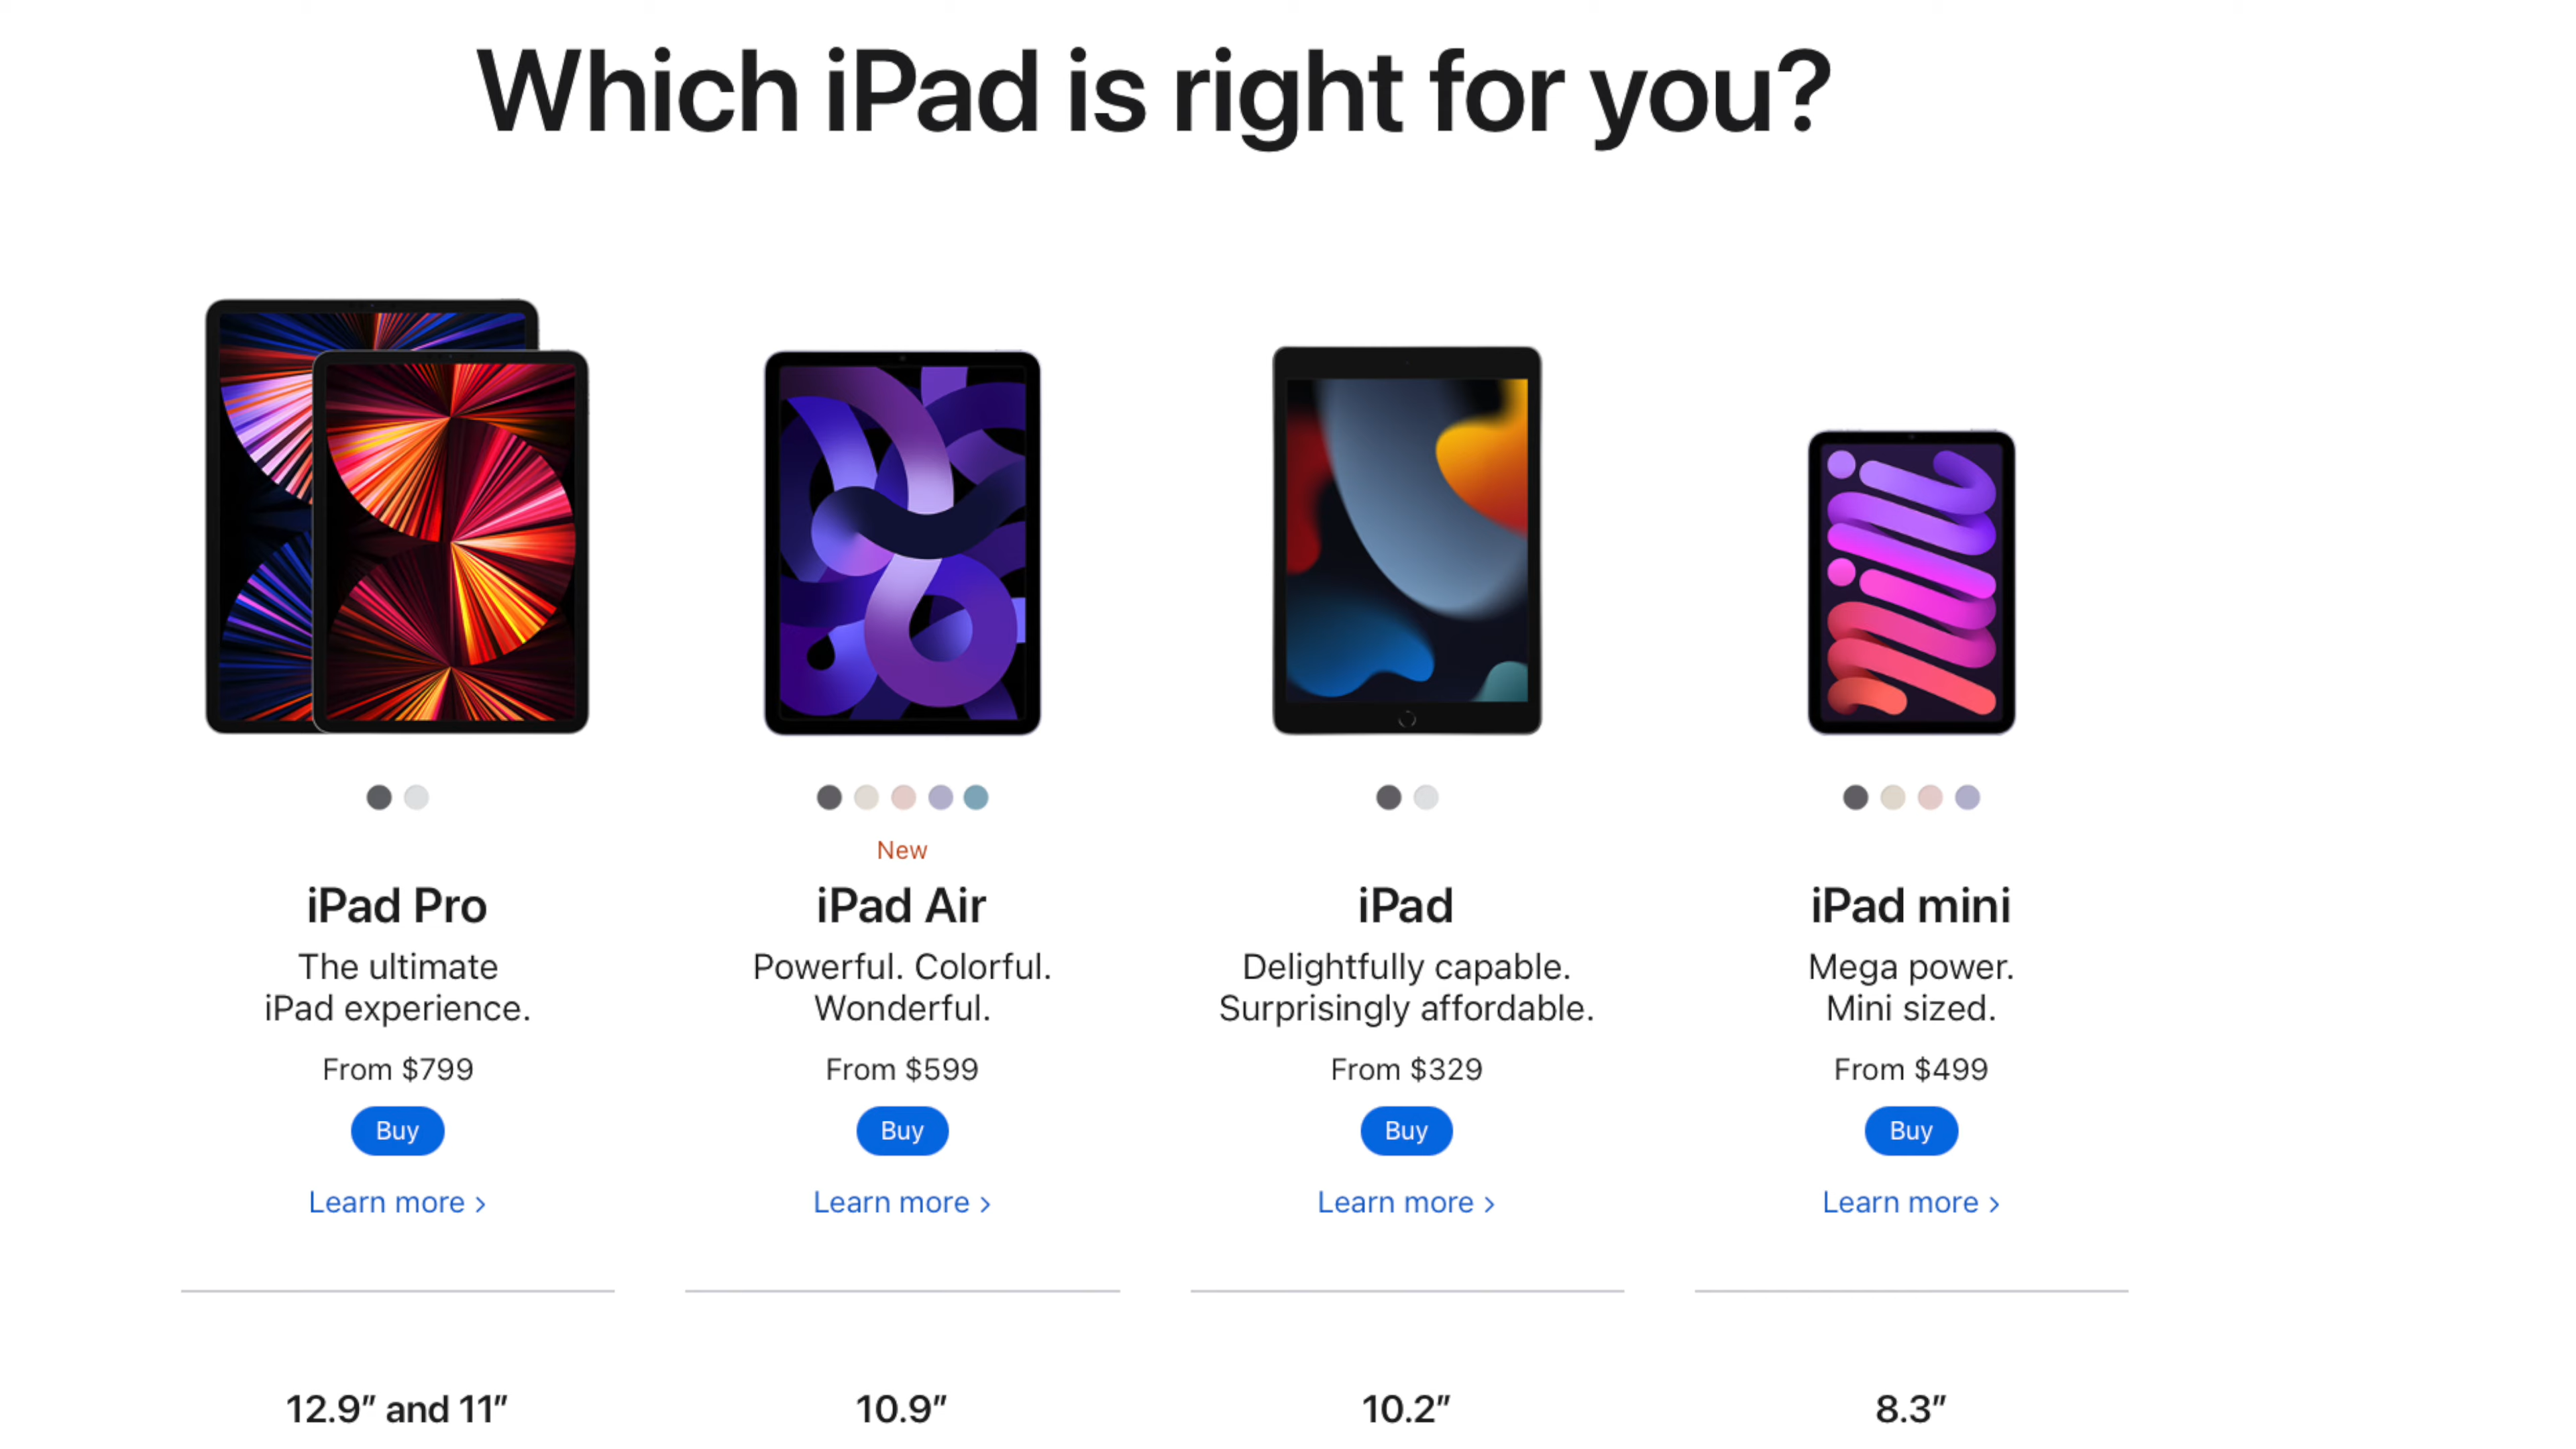 Which iPad is right for you?
New
iPad Pro
The ultimate
iPad experience.
From $799
Buy
Learn more >
12.9″ and 11″
iPad Air
Powerful. Colorful.
Wonderful.
From $599
Buy
Learn more >
10.9″
iPad
Delightfully capable.
Surprisingly affordable.
From $329
Buy
Learn more >
10.2″
iPad mini
Mega power.
Mini sized.
From $499
Buy
Learn more >
8.3″